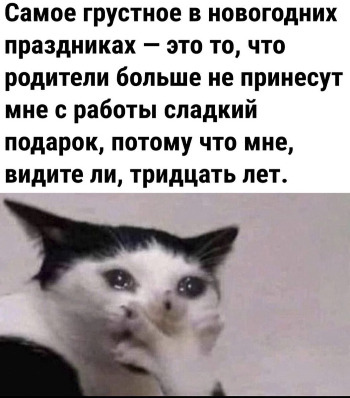 Самое грустное в новогодних
праздниках — это то, что
родители больше не принесут
мне с работы сладкий
подарок, потому что мне,
видите ли, тридцать лет.